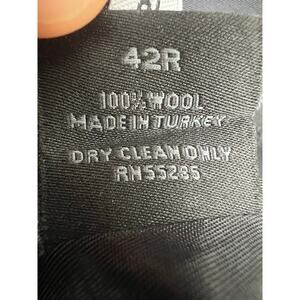 42R
100% WOOL
MADE IN TURKEY
DRY CLEAN ONLY
RN55285